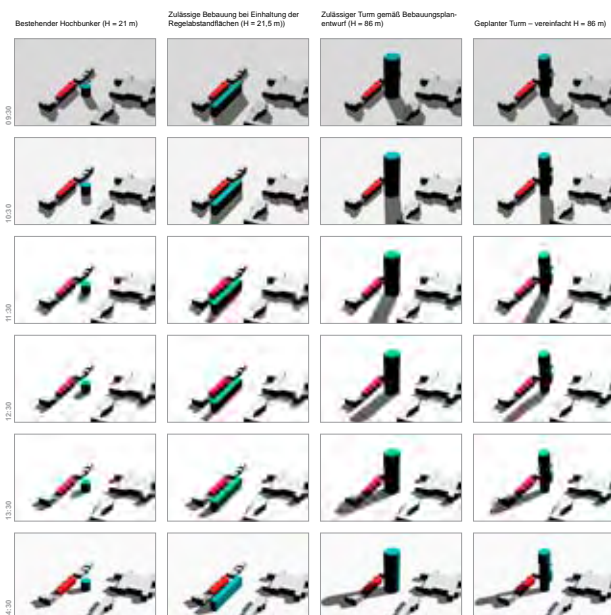 Bestehender Hochbunker (H = 21 m)
Zulässige Bebauung bei Einhaltung der
Regelabstandflächen (H = 21,5 m))
Zulässiger Turm gemäß Bebauungsplan-
entwurf (H = 86 m)
Geplanter Turm – vereinfacht H = 86 m)
09:30
10:30
11:30
12:30
13:30
4:30